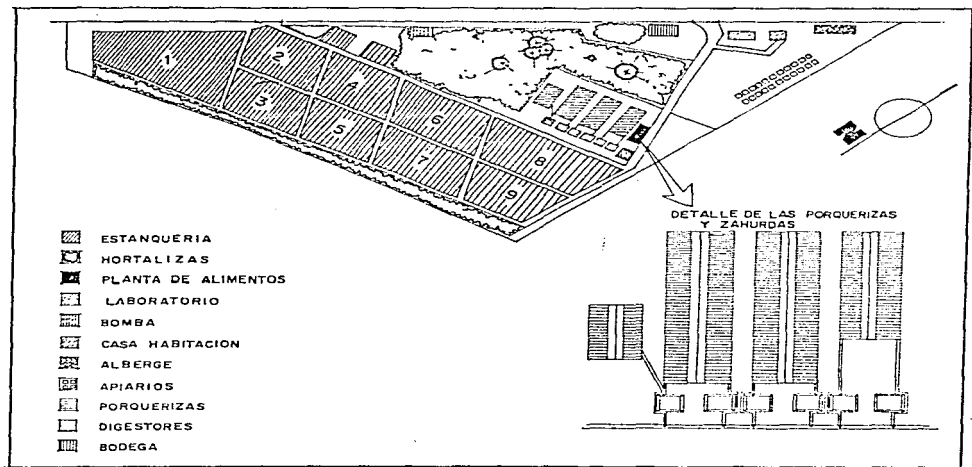 1
2
3
4
5
6
7
8
9
DETALLE DE LAS PORQUERIZAS
Y ZAHURDAS
ESTANQUERIA
HORTALIZAS
PLANTA DE ALIMENTOS
LABORATORIO
BOMBA
CASA HABITACION
ALBERGE
APIARIOS
PORQUERIZAS
DIGESTORES
BODEGA